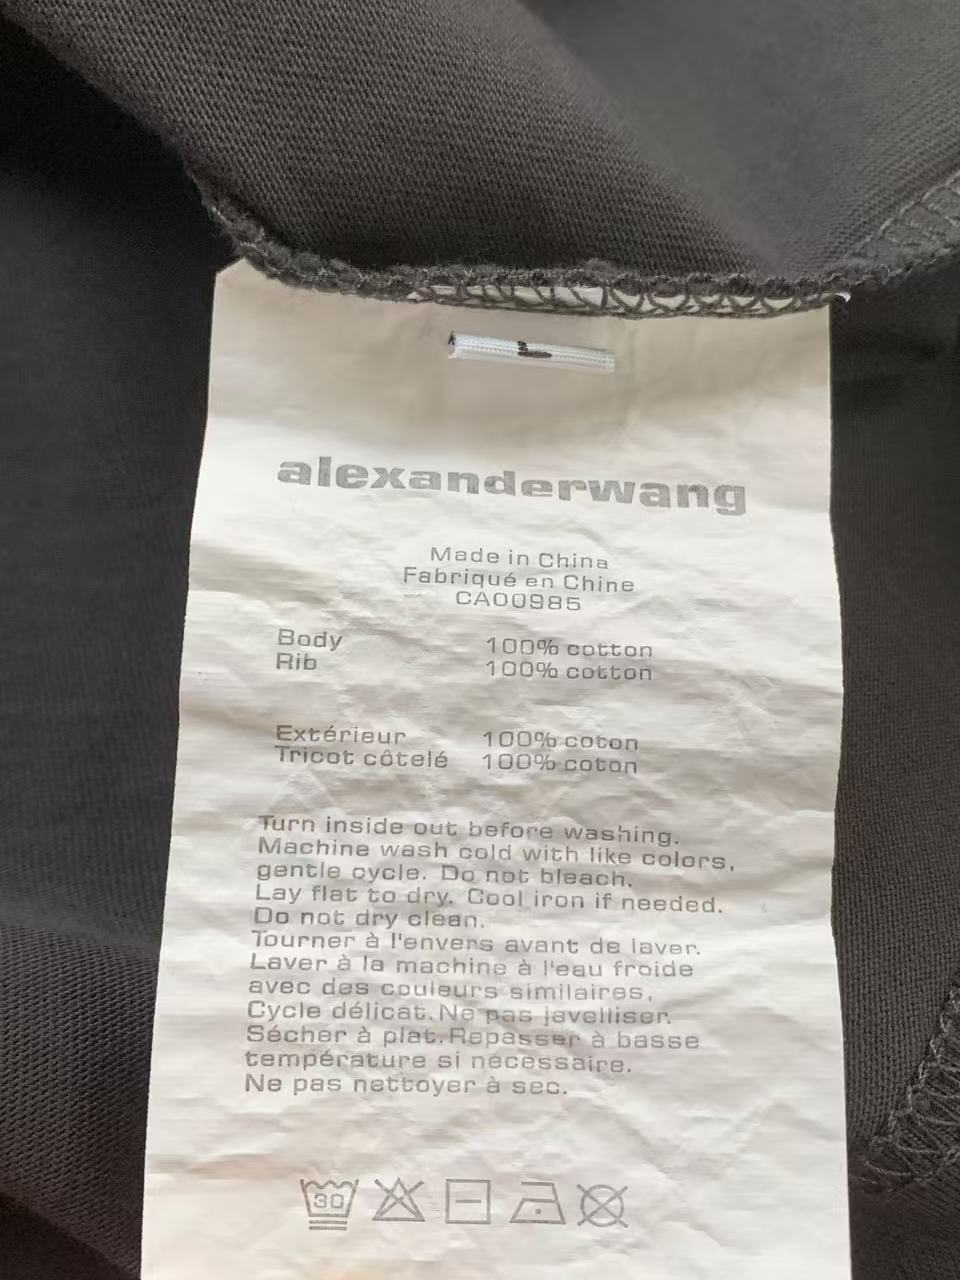 L
alexanderwang
Made in China
Fabriqué en Chine
CA00985
Body 100% cotton
Rib 100% cotton
Extérieur 100% coton
Tricot côtelé 100% coton
Turn inside out before washing.
Machine wash cold with like colors,
gentle cycle. Do not bleach.
Lay flat to dry. Cool iron if needed.
Do not dry clean.
Tourner à l'envers avant de laver.
Laver à la machine à l'eau froide
avec des couleurs similaires,
Cycle délicat. Ne pas javelliser.
Sécher à plat. Repasser à basse
température si nécessaire.
Ne pas nettoyer à sec.
30